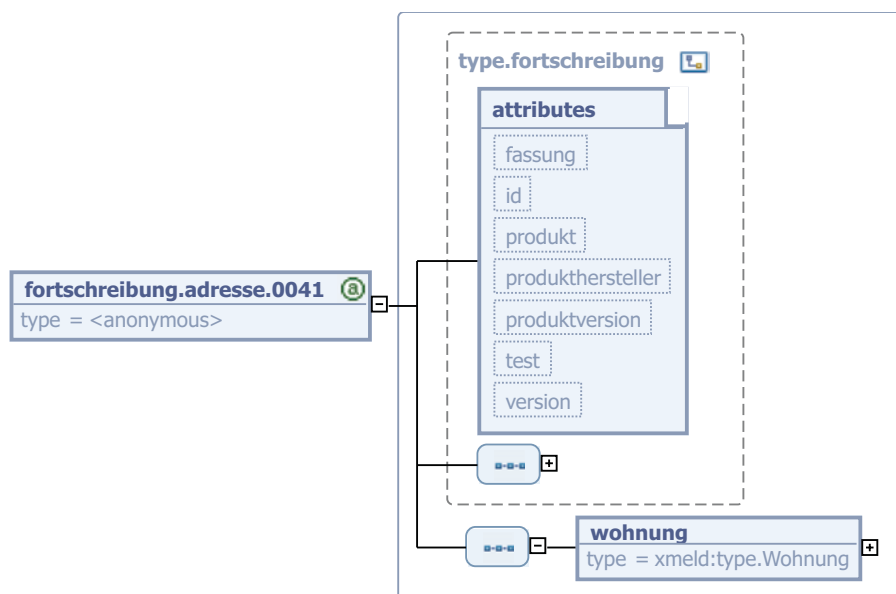 type.fortschreibung
attributes
fassung
id
produkt
produkthersteller
produktversion
test
version
fortschreibung.adresse.0041 a
type = <anonymous>
wohnung
type = xmeld:type.Wohnung